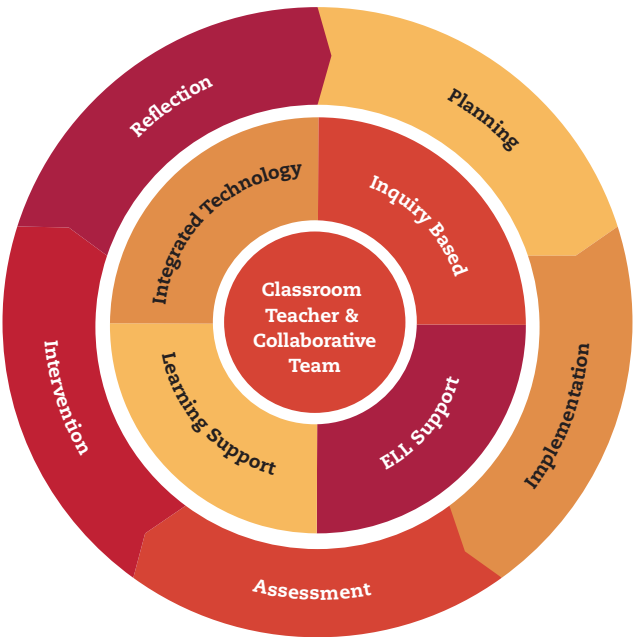 Reflection
Planning
Implementation
Assessment
Intervention
Integrated Technology
Inquiry Based
ELL Support
Learning Support
Classroom
Teacher &
Collaborative
Team